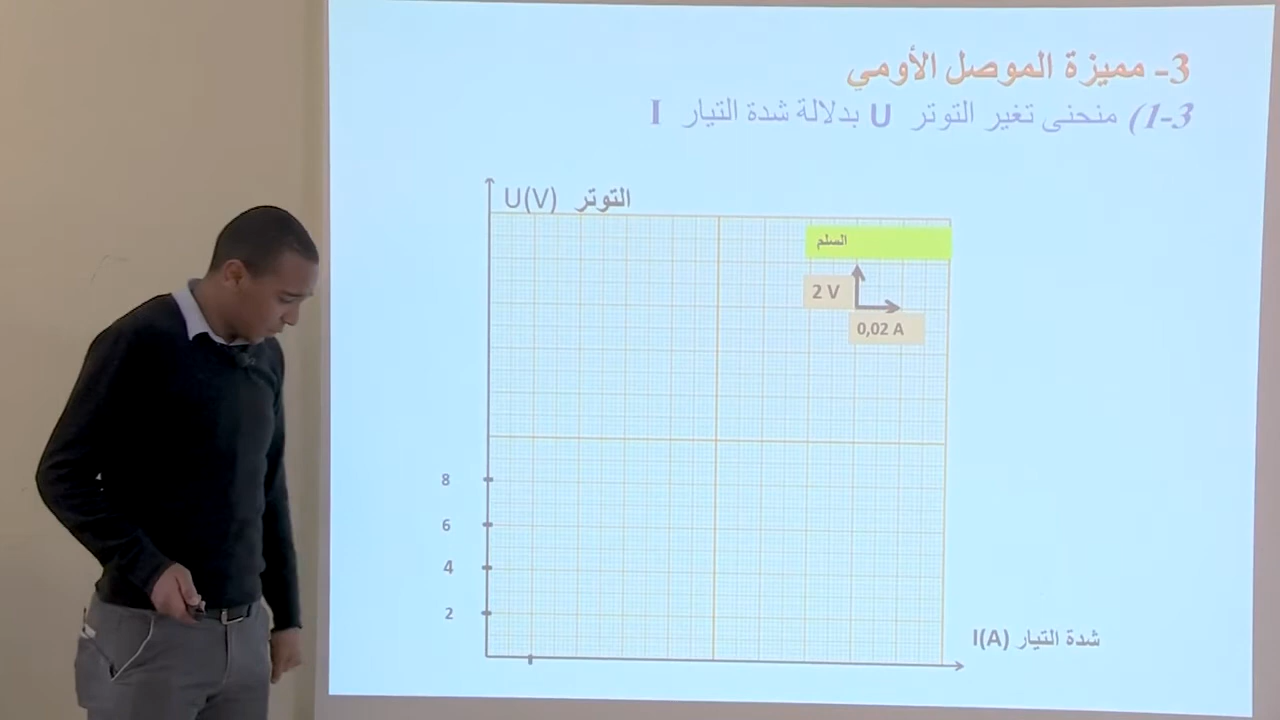 3- مميزة الموصل الأومي
3-1) منحنى تغير التوتر U بدلالة شدة التيار I
U(V) التوتر
السلم
2 V
0,02 A
8
6
4
2
شدة التيار I(A)